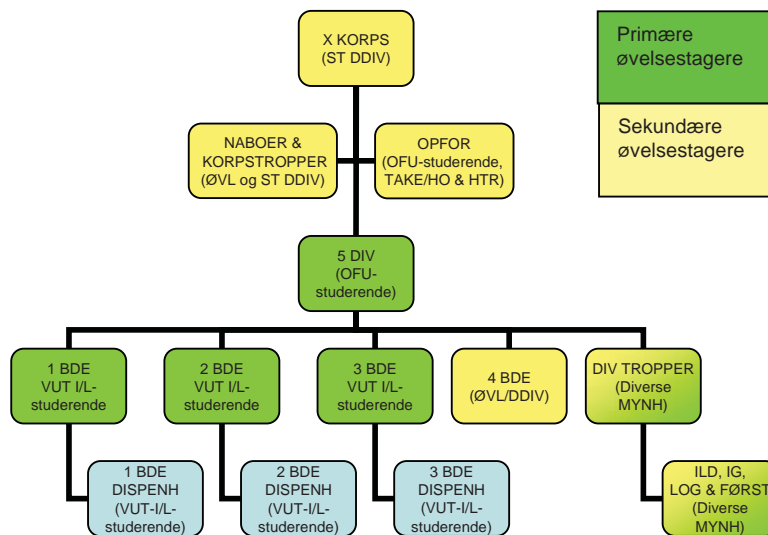 X KORPS
(ST DDIV)
Primære
øvelsestagere
Sekundære
øvelsestagere
NABOER &
KORPSTROPPER
(ØVL og ST DDIV)
OPFOR
(OFU-studerende,
TAKE/HO & HTR)
5 DIV
(OFU-
studerende)
1 BDE
VUT I/L-
studerende
2 BDE
VUT I/L-
studerende
3 BDE
VUT I/L-
studerende
4 BDE
(ØVL/DDIV)
DIV TROPPER
(Diverse
MYNH)
1 BDE
DISPENH
(VUT-I/L-
studerende)
2 BDE
DISPENH
(VUT-I/L-
studerende)
3 BDE
DISPENH
(VUT-I/L-
studerende)
ILD, IG,
LOG & FØRST
(Diverse
MYNH)